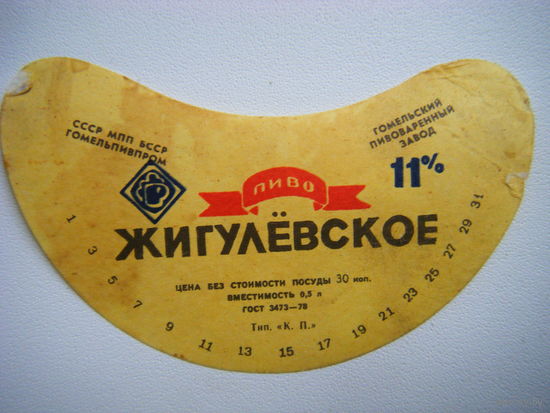 СССР МПП БССР
ГОМЕЛЬПИВПРОМ
ГОМЕЛЬСКИЙ
ПИВОВАРЕННЫЙ
ЗАВОД
11%
ПИВО
ЖИГУЛЁВСКОЕ
ЦЕНА БЕЗ СТОИМОСТИ ПОСУДЫ 30 коп.
ВМЕСТИМОСТЬ 0,5 л
ГОСТ 3473—78
Тип. «К. П.»
1 3 5 7 9 11 13 15 17 19 21 23 25 27 29 31